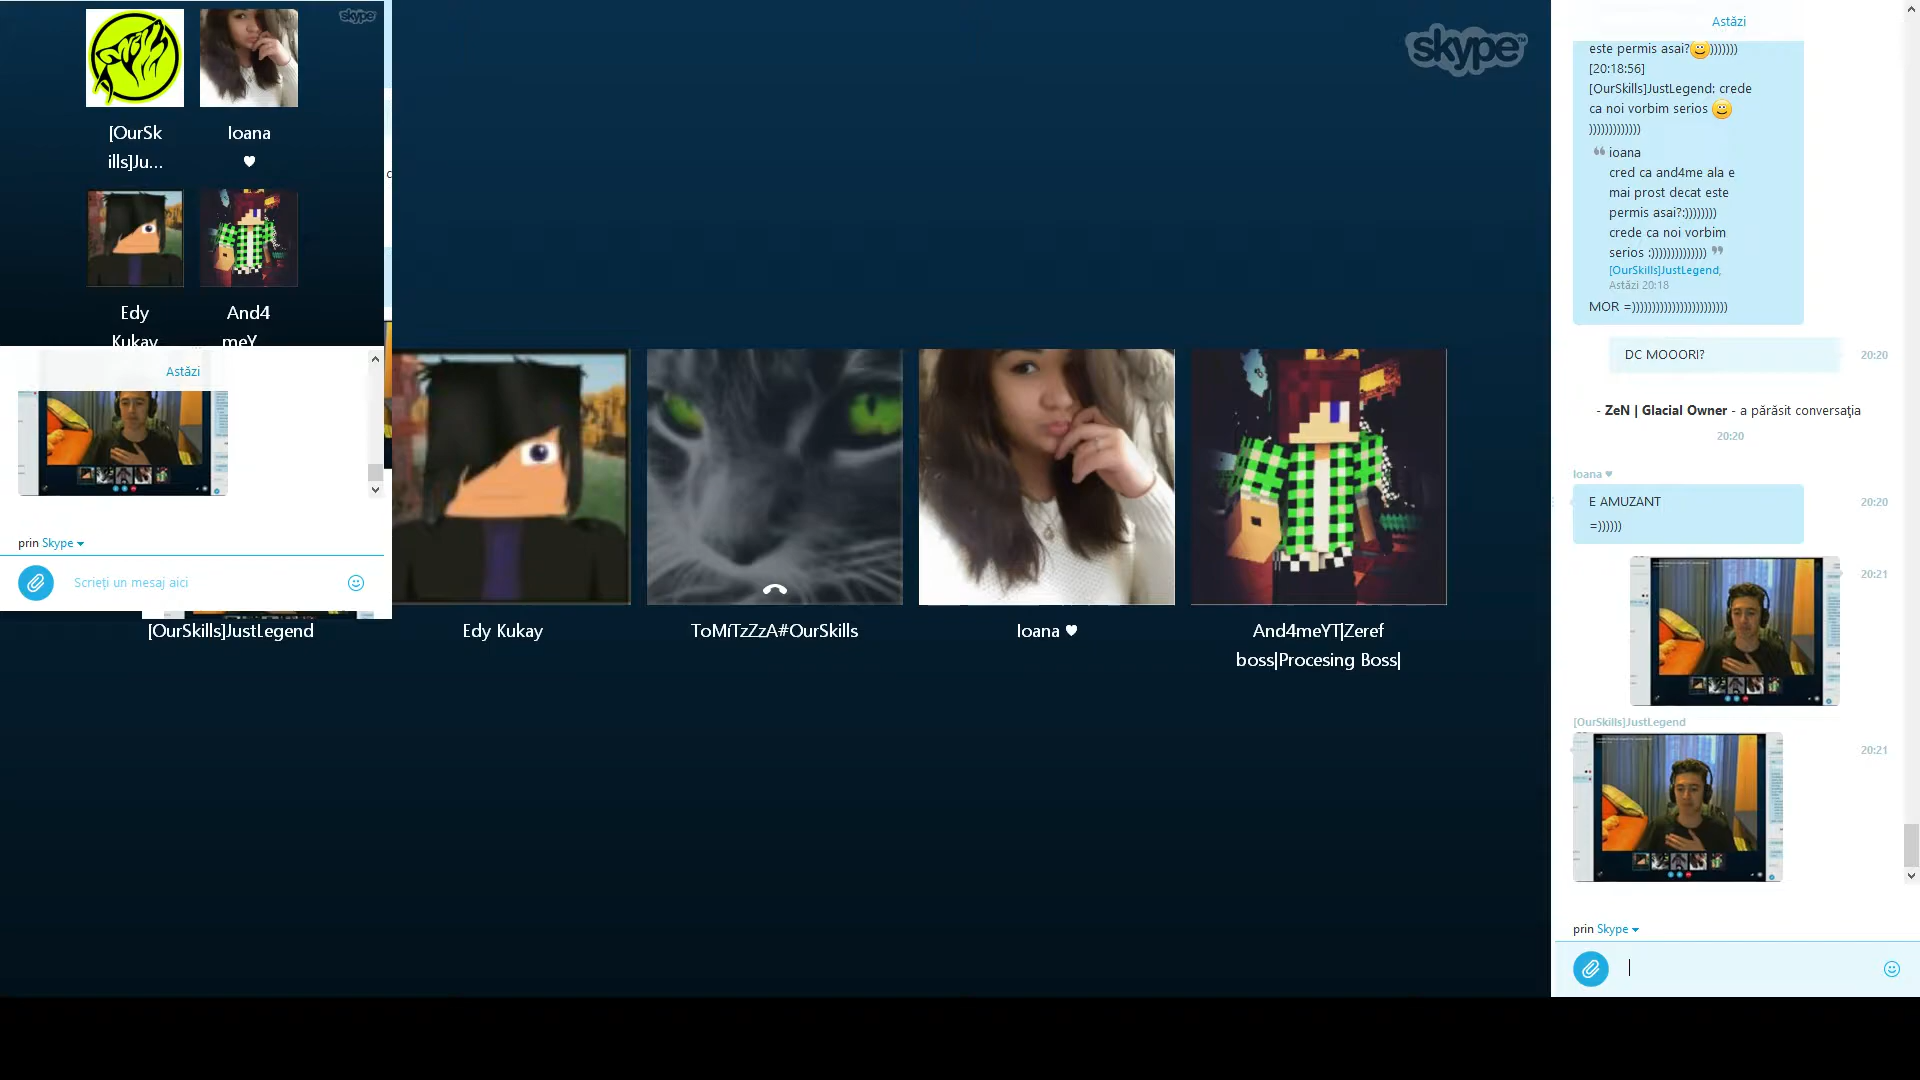 skype
[OurSk
ills]Ju...
Ioana
♥
Edy
Kukay
And4
meY
Astăzi
prin Skype
Scrieți un mesaj aici
skype™
[OurSkills]JustLegend
Edy Kukay
ToMiTzZzA#OurSkills
Ioana ♥
And4meYT|Zeref
boss|Procesing Boss|
Astăzi
este permis asai?))))))))
[20:18:56]
[OurSkills]JustLegend: crede
ca noi vorbim serios
)))))))))))))
❝ ioana
cred ca and4me ala e
mai prost decat este
permis asai?:))))))))
crede ca noi vorbim
serios :)))))))))))))) ❞
[OurSkills]JustLegend,
Astăzi 20:18
MOR =))))))))))))))))))))))))
DC MOOORI?
20:20
- ZeN | Glacial Owner - a părăsit conversaţia
20:20
Ioana ♥
E AMUZANT
=))))))
20:20
20:21
[OurSkills]JustLegend
20:21
prin Skype